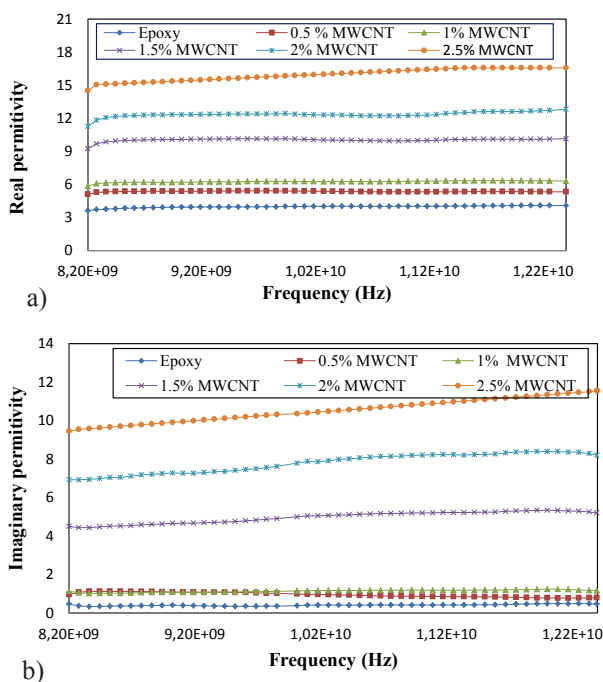 21
18
15
12
9
6
3
0
Real permitivity
Epoxy 0.5 % MWCNT 1% MWCNT
1.5% MWCNT 2% MWCNT 2.5% MWCNT
8,20E+09 9,20E+09 1,02E+10 1,12E+10 1,22E+10
Frequency (Hz)
a)
14
12
10
8
6
4
2
0
Imaginary permitivity
Epoxy 0.5% MWCNT 1% MWCNT
1.5% MWCNT 2% MWCNT 2.5% MWCNT
8,20E+09 9,20E+09 1,02E+10 1,12E+10 1,22E+10
Frequency (Hz)
b)